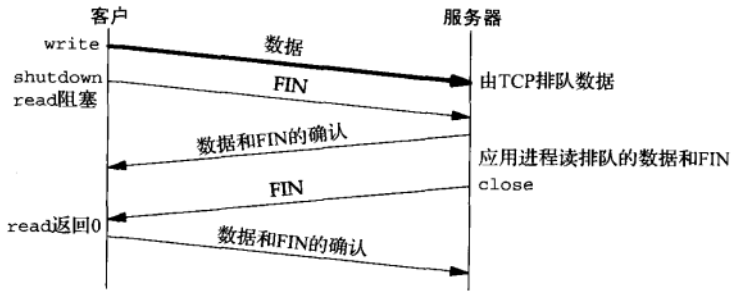 客户
服务器
write
数据
shutdown
FIN
由TCP排队数据
read阻塞
数据和FIN的确认
应用进程读排队的数据和FIN
FIN
close
read返回0
数据和FIN的确认